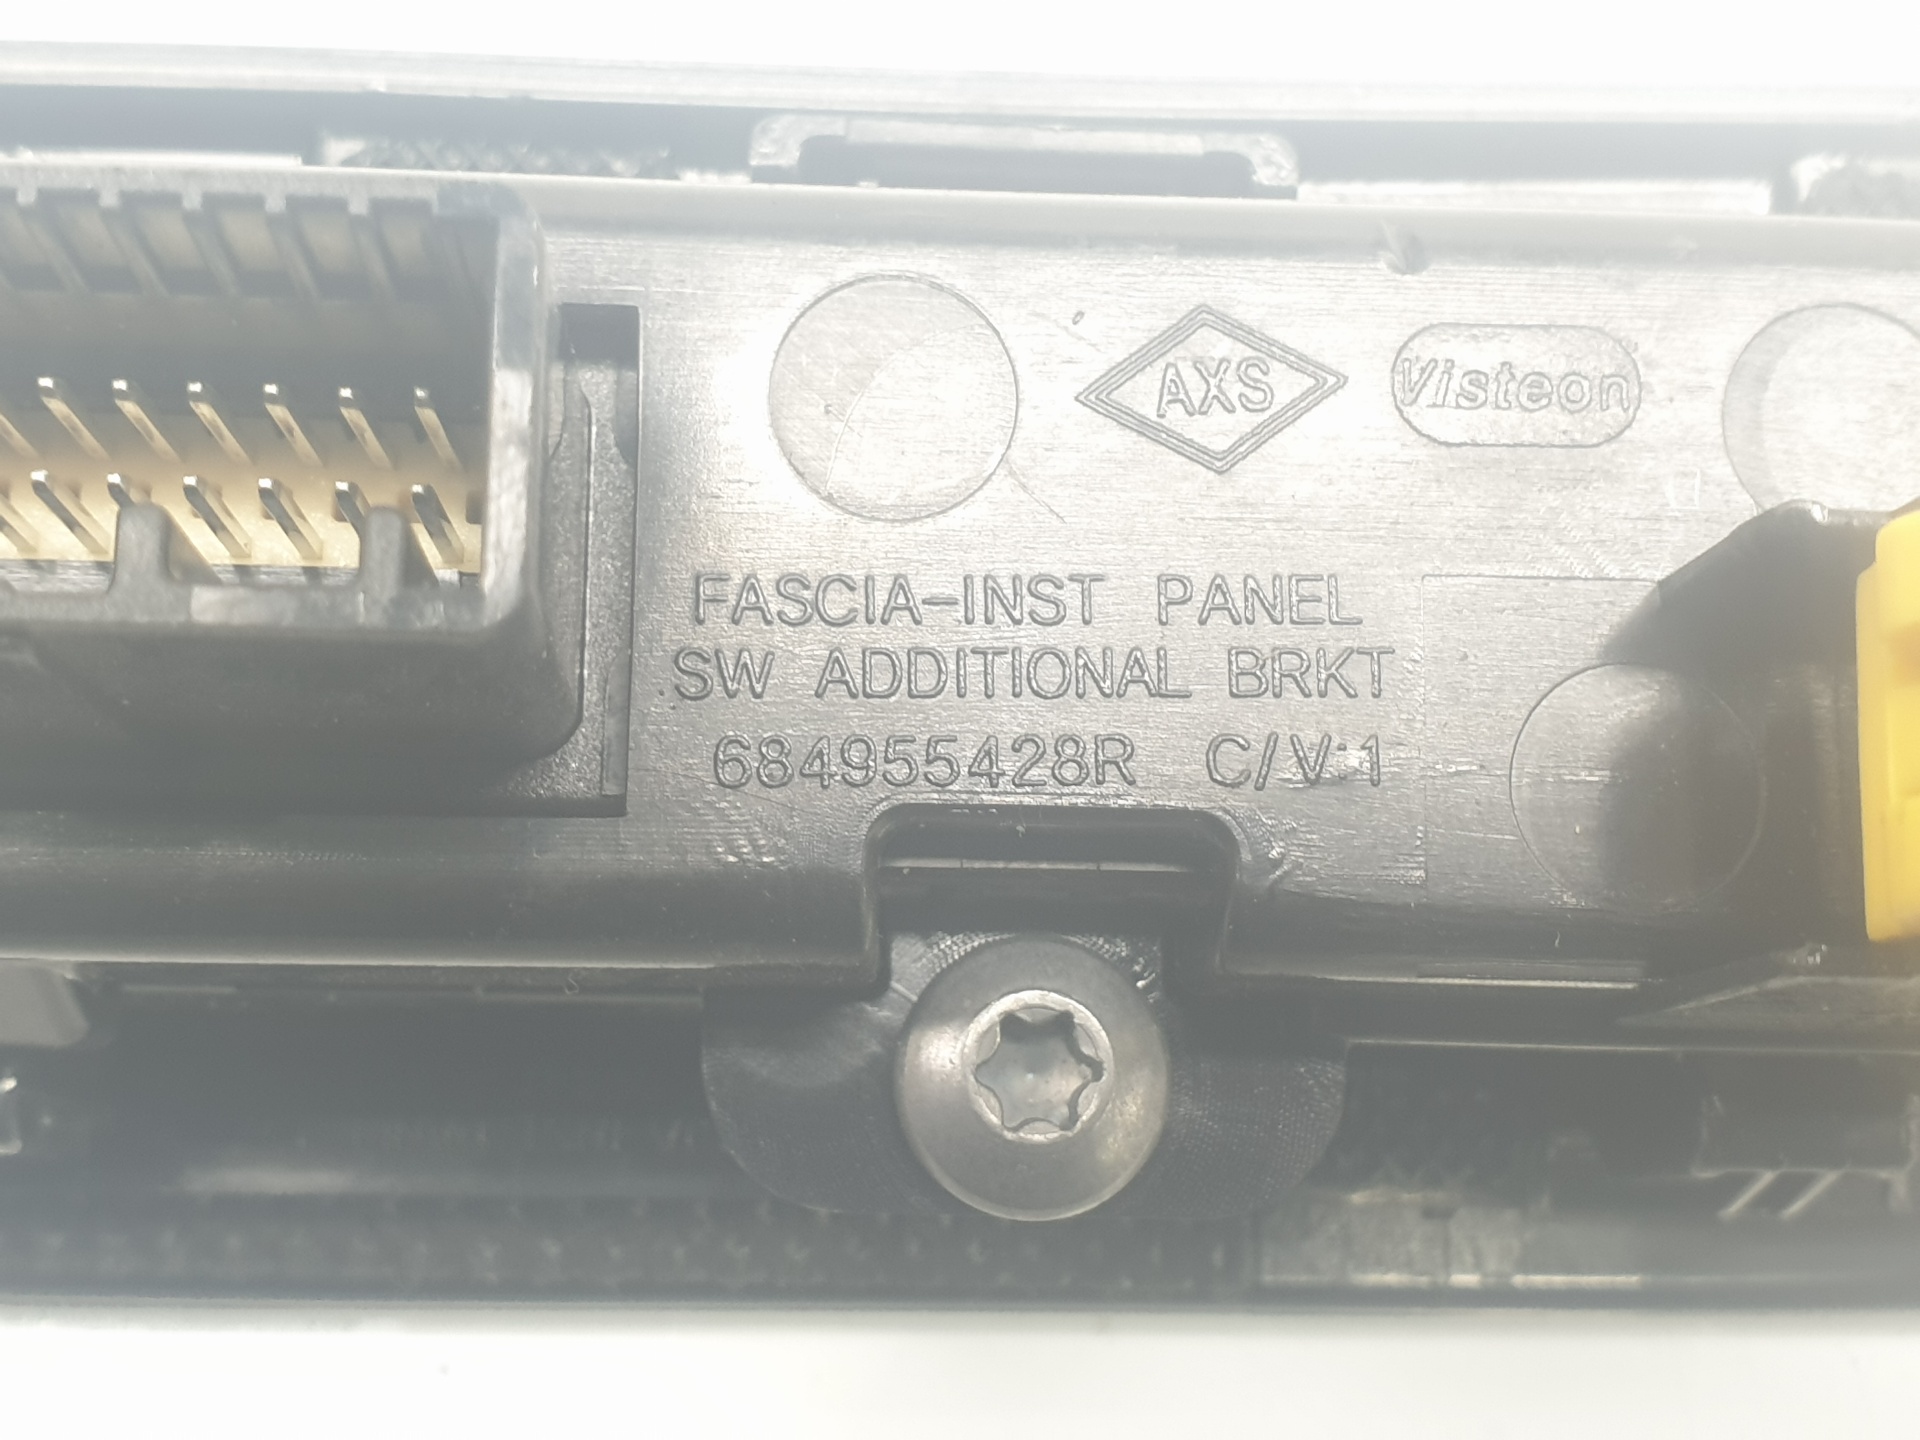 AXS Visteon
FASCIA-INST PANEL
SW ADDITIONAL BRKT
684955428R C/V:1